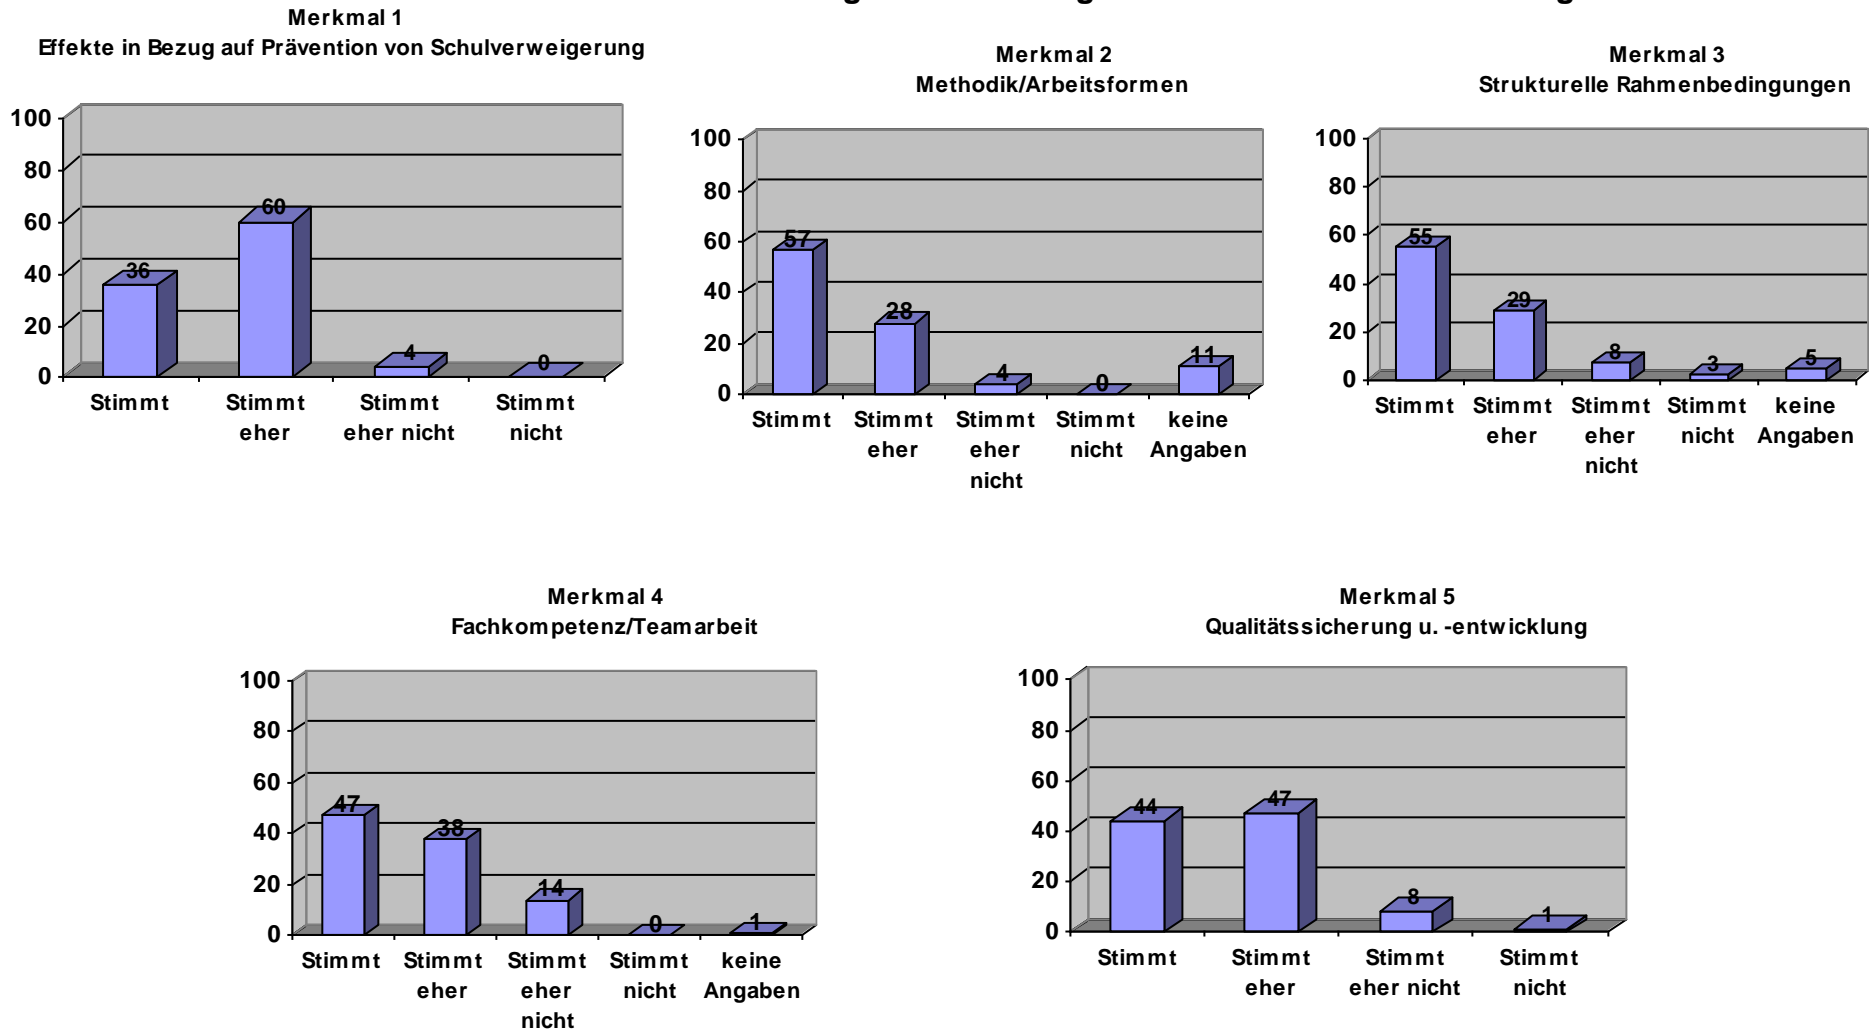 Merkmal 1
Effekte in Bezug auf Prävention von Schulverweigerung
100
80
60
40
20
0
36
60
4
0
Stimmt
Stimmt eher
Stimmt eher nicht
Stimmt nicht
Merkmal 2
Methodik/Arbeitsformen
100
80
60
40
20
0
57
28
4
0
11
Stimmt
Stimmt eher
Stimmt eher nicht
Stimmt nicht
keine Angaben
Merkmal 3
Strukturelle Rahmenbedingungen
100
80
60
40
20
0
55
29
8
3
5
Stimmt
Stimmt eher
Stimmt eher nicht
Stimmt nicht
keine Angaben
Merkmal 4
Fachkompetenz/Teamarbeit
100
80
60
40
20
0
47
38
14
0
1
Stimmt
Stimmt eher
Stimmt eher nicht
Stimmt nicht
keine Angaben
Merkmal 5
Qualitätssicherung u. -entwicklung
100
80
60
40
20
0
44
47
8
1
Stimmt
Stimmt eher
Stimmt eher nicht
Stimmt nicht